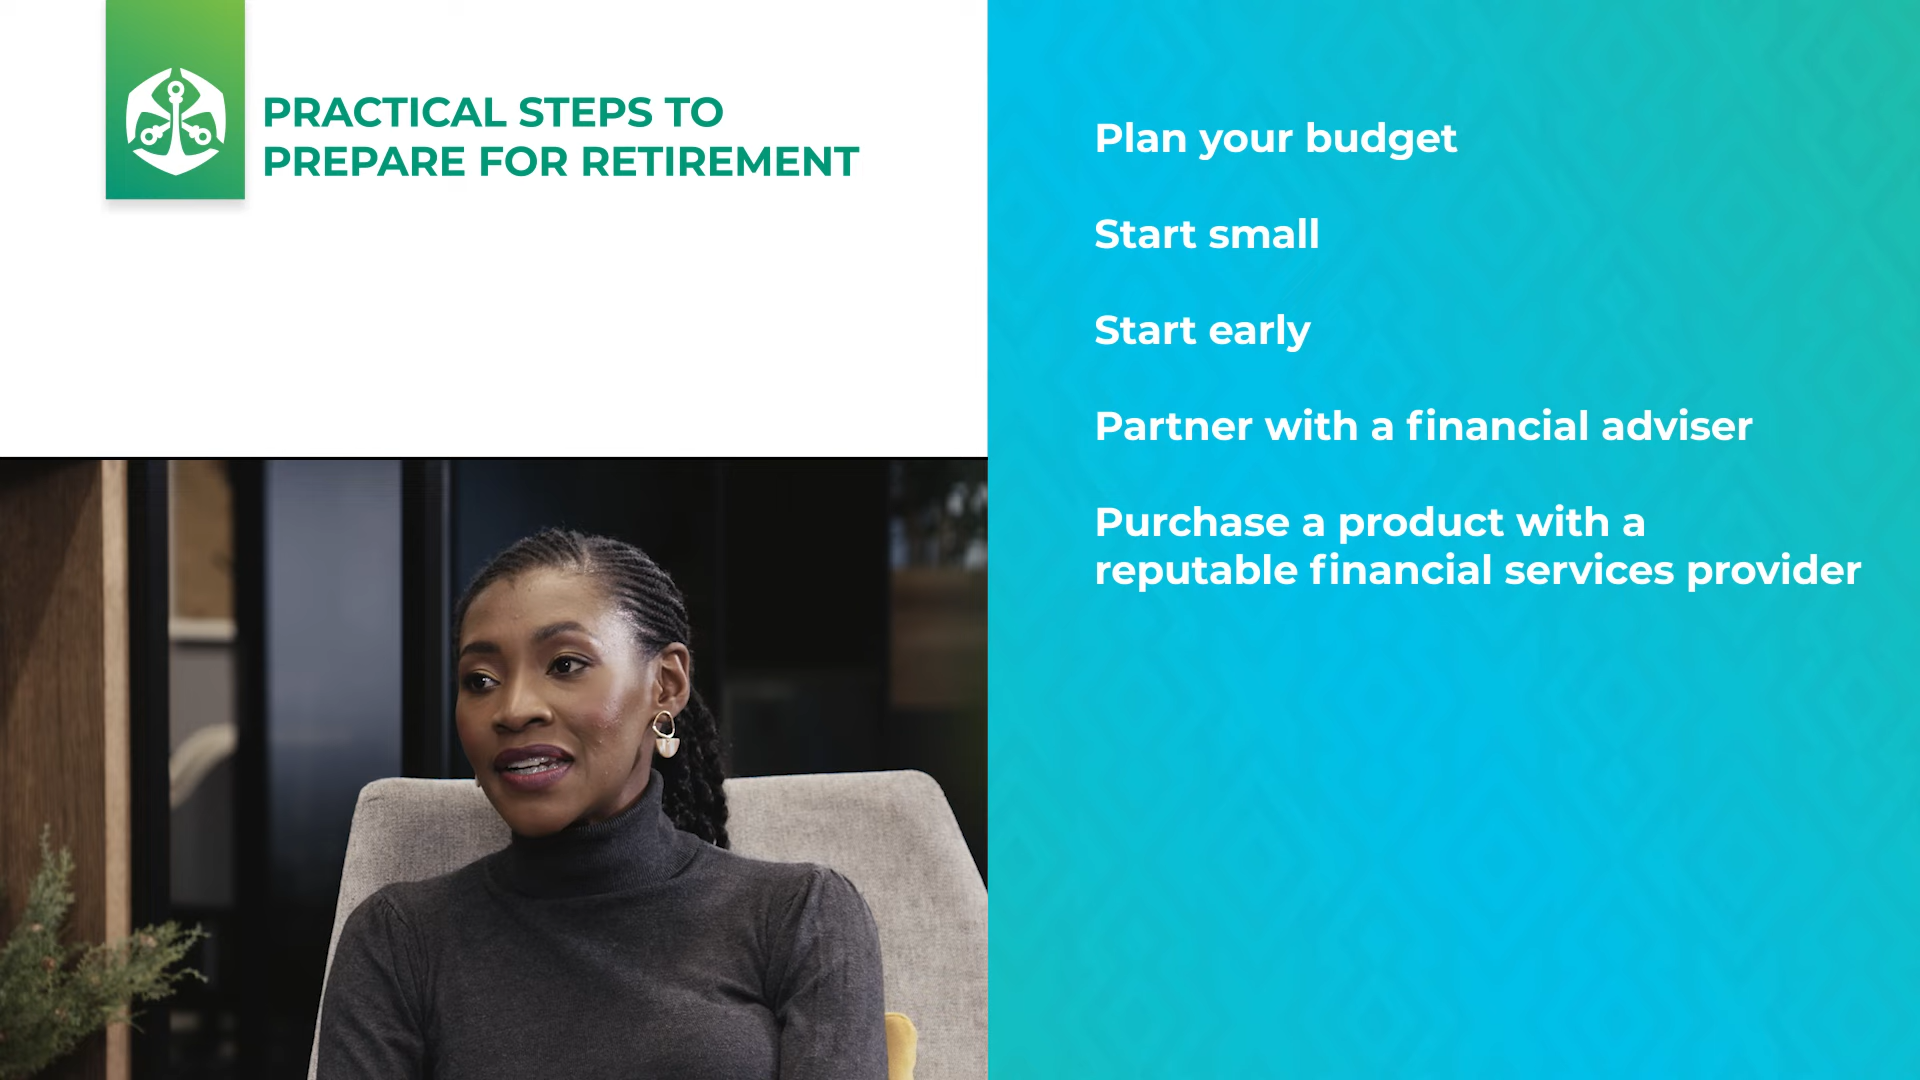 PRACTICAL STEPS TO
PREPARE FOR RETIREMENT
Plan your budget
Start small
Start early
Partner with a financial adviser
Purchase a product with a
reputable financial services provider